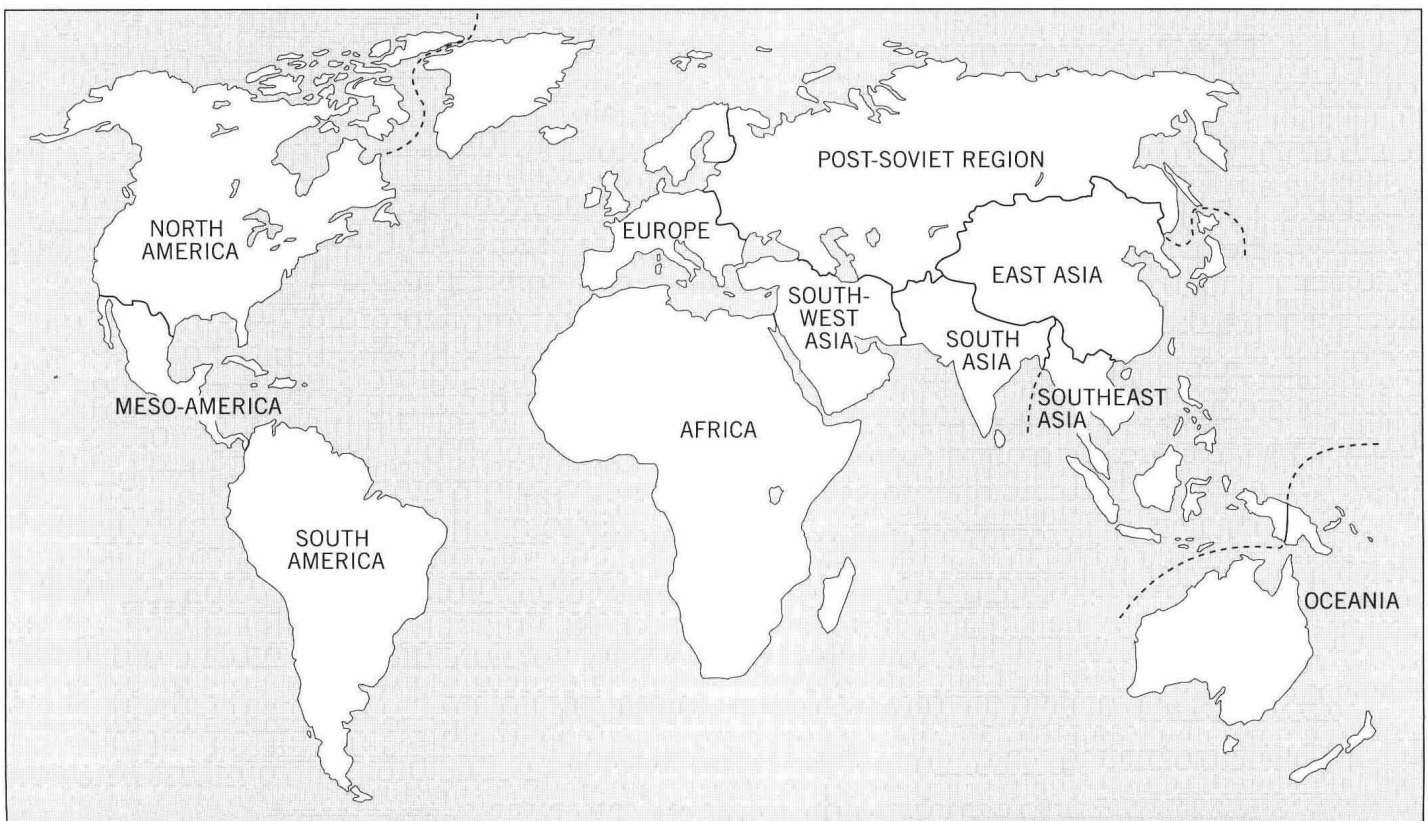 POST-SOVIET REGION
NORTH
AMERICA
EUROPE
EAST ASIA
SOUTH-
WEST
ASIA
SOUTH
ASIA
MESO-AMERICA
SOUTHEAST
ASIA
AFRICA
SOUTH
AMERICA
OCEANIA